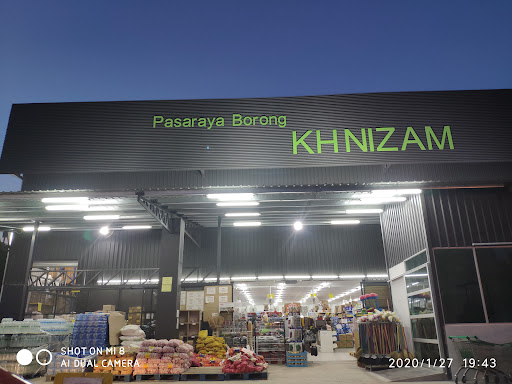 Pasaraya Borong
KH NIZAM
SHOT ON MI 8
AI DUAL CAMERA
2020/1/27 19:43